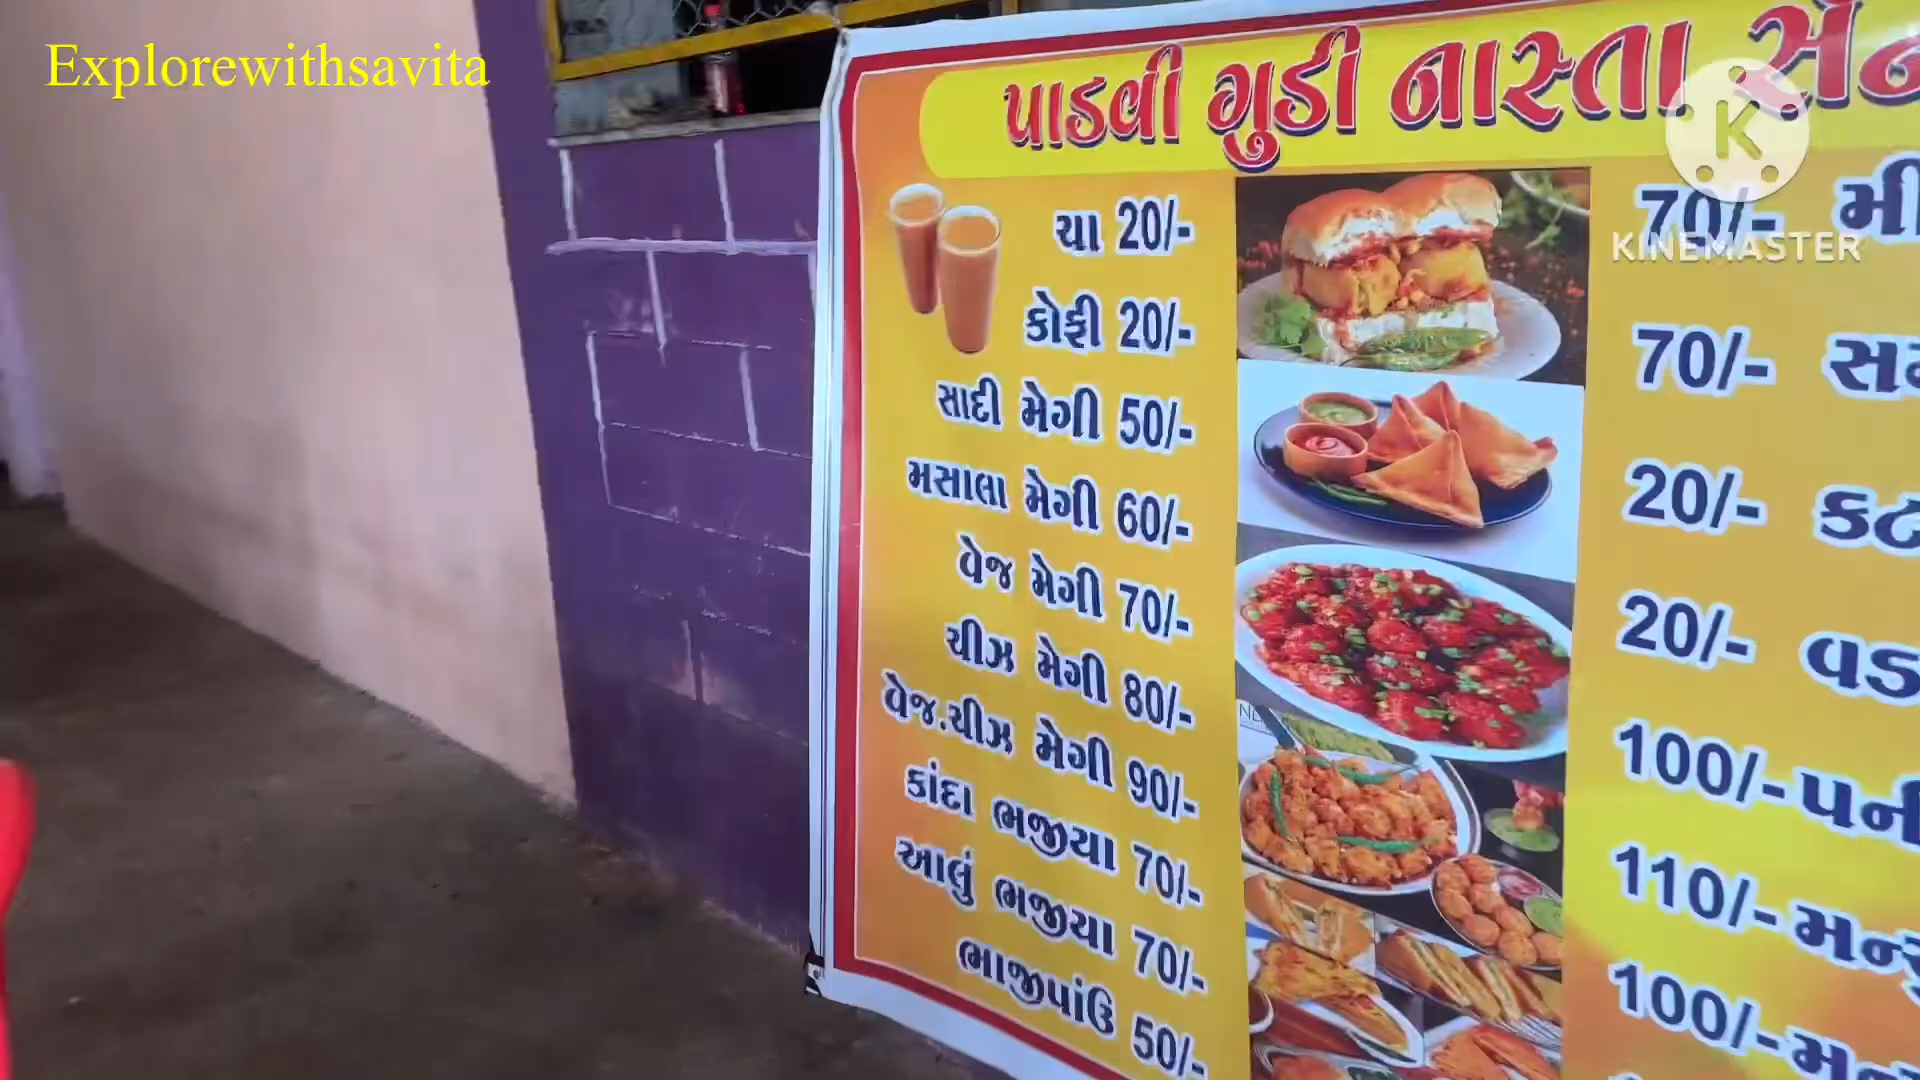 Explorewithsavita
પાડવી ગુડી નાસ્તા
KINEMASTER
ચા 20/-
કોફી 20/-
સાદી મેગી 50/-
મસાલા મેગી 60/-
વેજ મેગી 70/-
ચીઝ મેગી 80/-
વેજ.ચીઝ મેગી 90/-
કાંદા ભજીયા 70/-
આલું ભજીયા 70/-
ભાજીપાંઉ 50/-
70/-
70/-
20/-
20/-
100/-
110/-
100/-